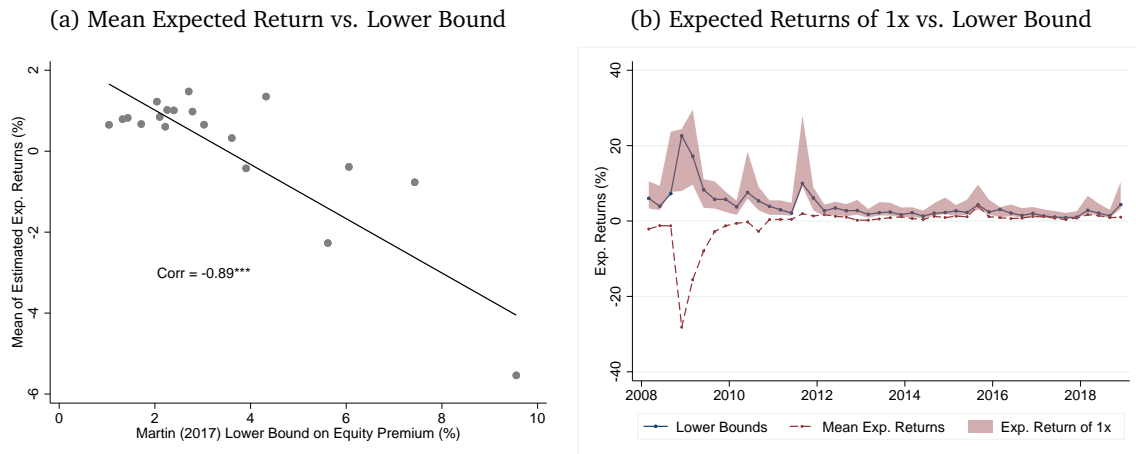 (a) Mean Expected Return vs. Lower Bound
Mean of Estimated Exp. Returns (%)
2
0
-2
-4
-6
Corr = -0.89***
0 2 4 6 8 10
Martin (2017) Lower Bound on Equity Premium (%)
(b) Expected Returns of 1x vs. Lower Bound
Exp. Returns (%)
40
20
0
-20
-40
2008 2010 2012 2014 2016 2018
Lower Bounds Mean Exp. Returns Exp. Return of 1x